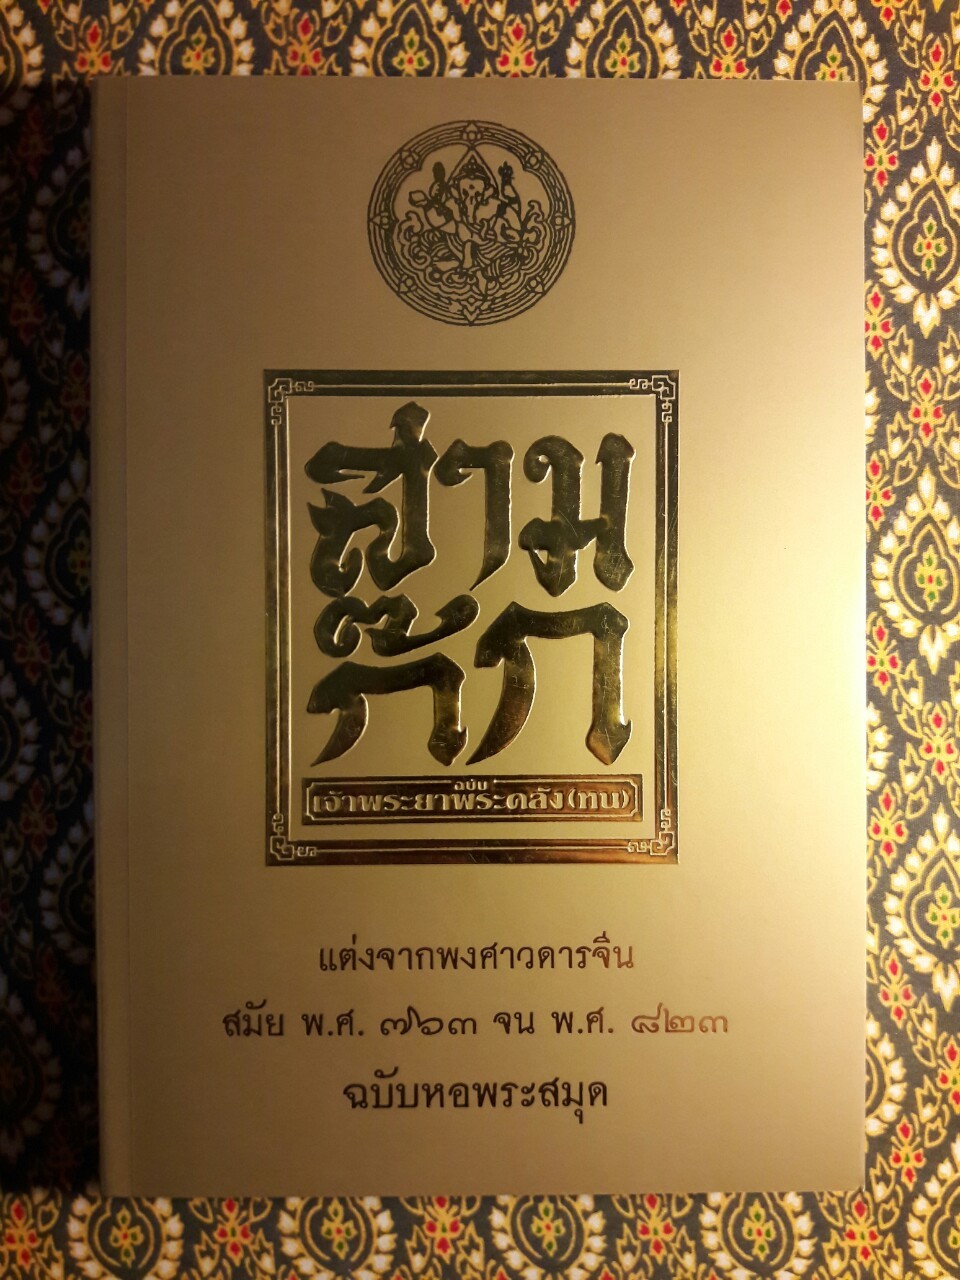 สาม
ก๊ก
ฉบับ
เจ้าพระยาพระคลัง(หน)
แต่งจากพงศาวดารจีน
สมัย พ.ศ. ๗๖๓ จน พ.ศ. ๘๒๓
ฉบับหอพระสมุด